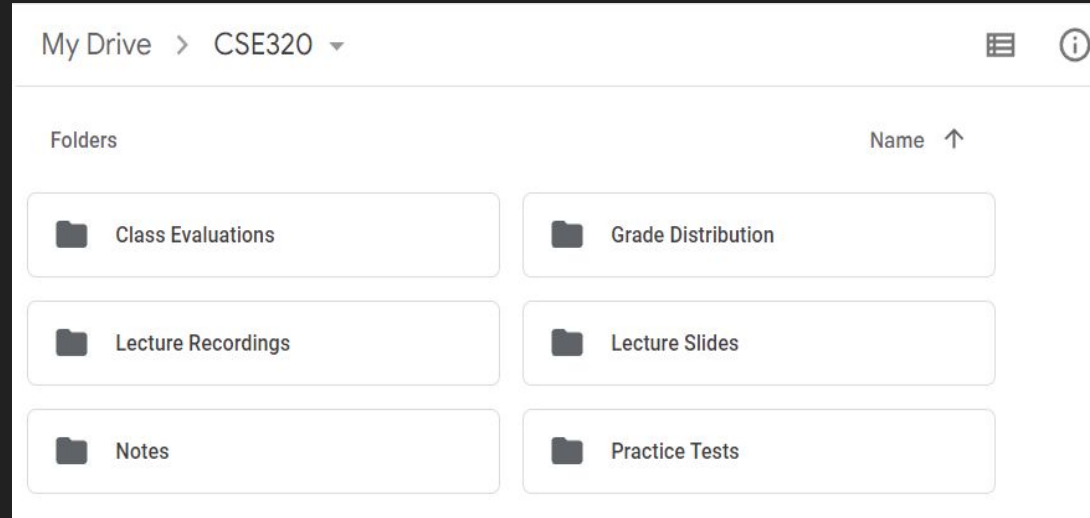 My Drive > CSE320
Folders
Name ↑
Class Evaluations
Grade Distribution
Lecture Recordings
Lecture Slides
Notes
Practice Tests